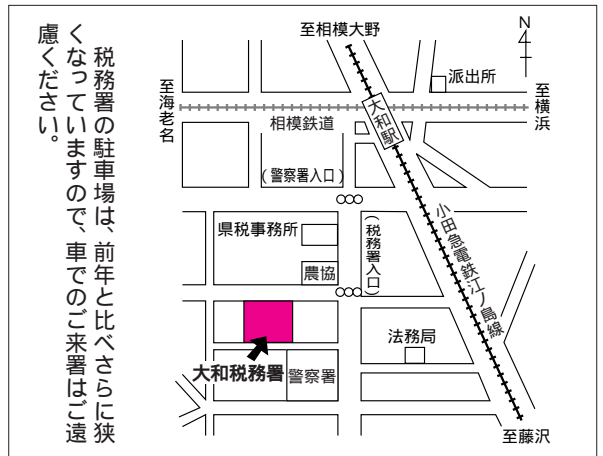 税務署の駐車場は、前年と比べさらに狭
くなっていますので、車でのご来署はご遠
慮ください。
至相模大野
N
派出所
至海老名
相模鉄道
大和駅
至横浜
(警察署入口)
県税事務所
農協
(税務署入口)
小田急電鉄江ノ島線
法務局
大和税務署
警察署
至藤沢